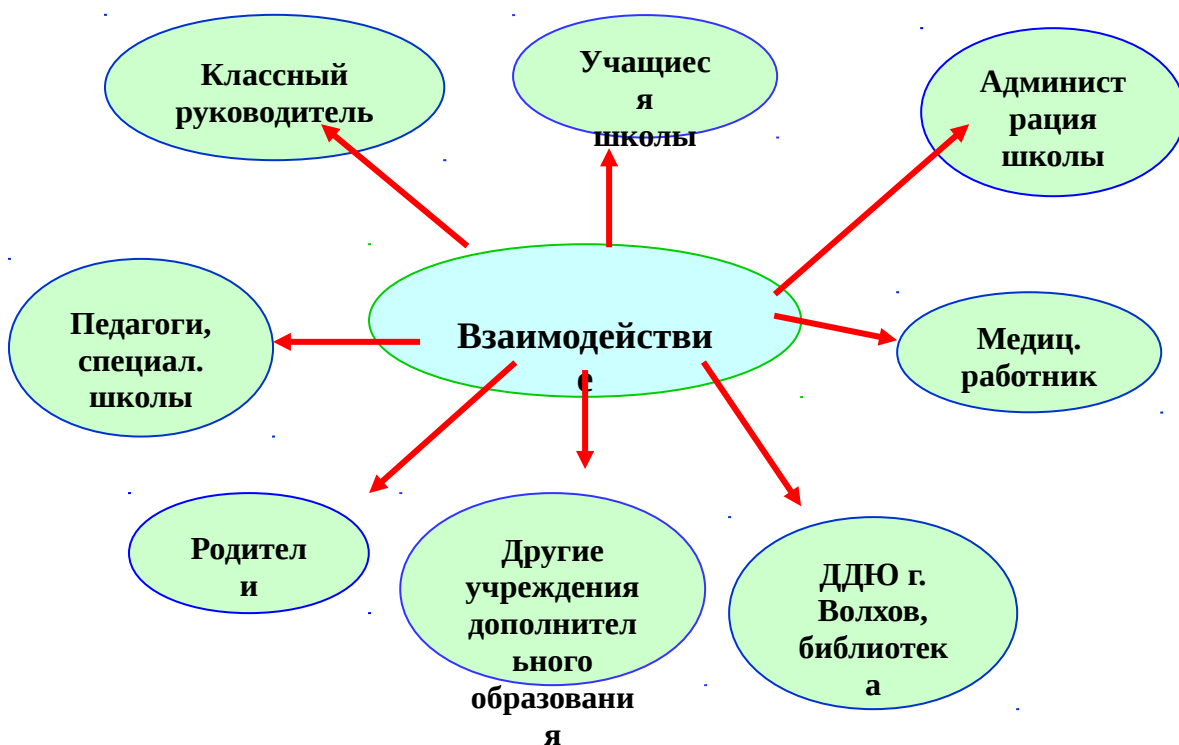 Классный
руководитель
Учащиес
я
школы
Админист
рация
школы
Педагоги,
специал.
школы
Взаимодействи
е
Медиц.
работник
Родител
и
Другие
учреждения
дополнител
ьного
образовани
я
ДДЮ г.
Волхов,
библиотек
а